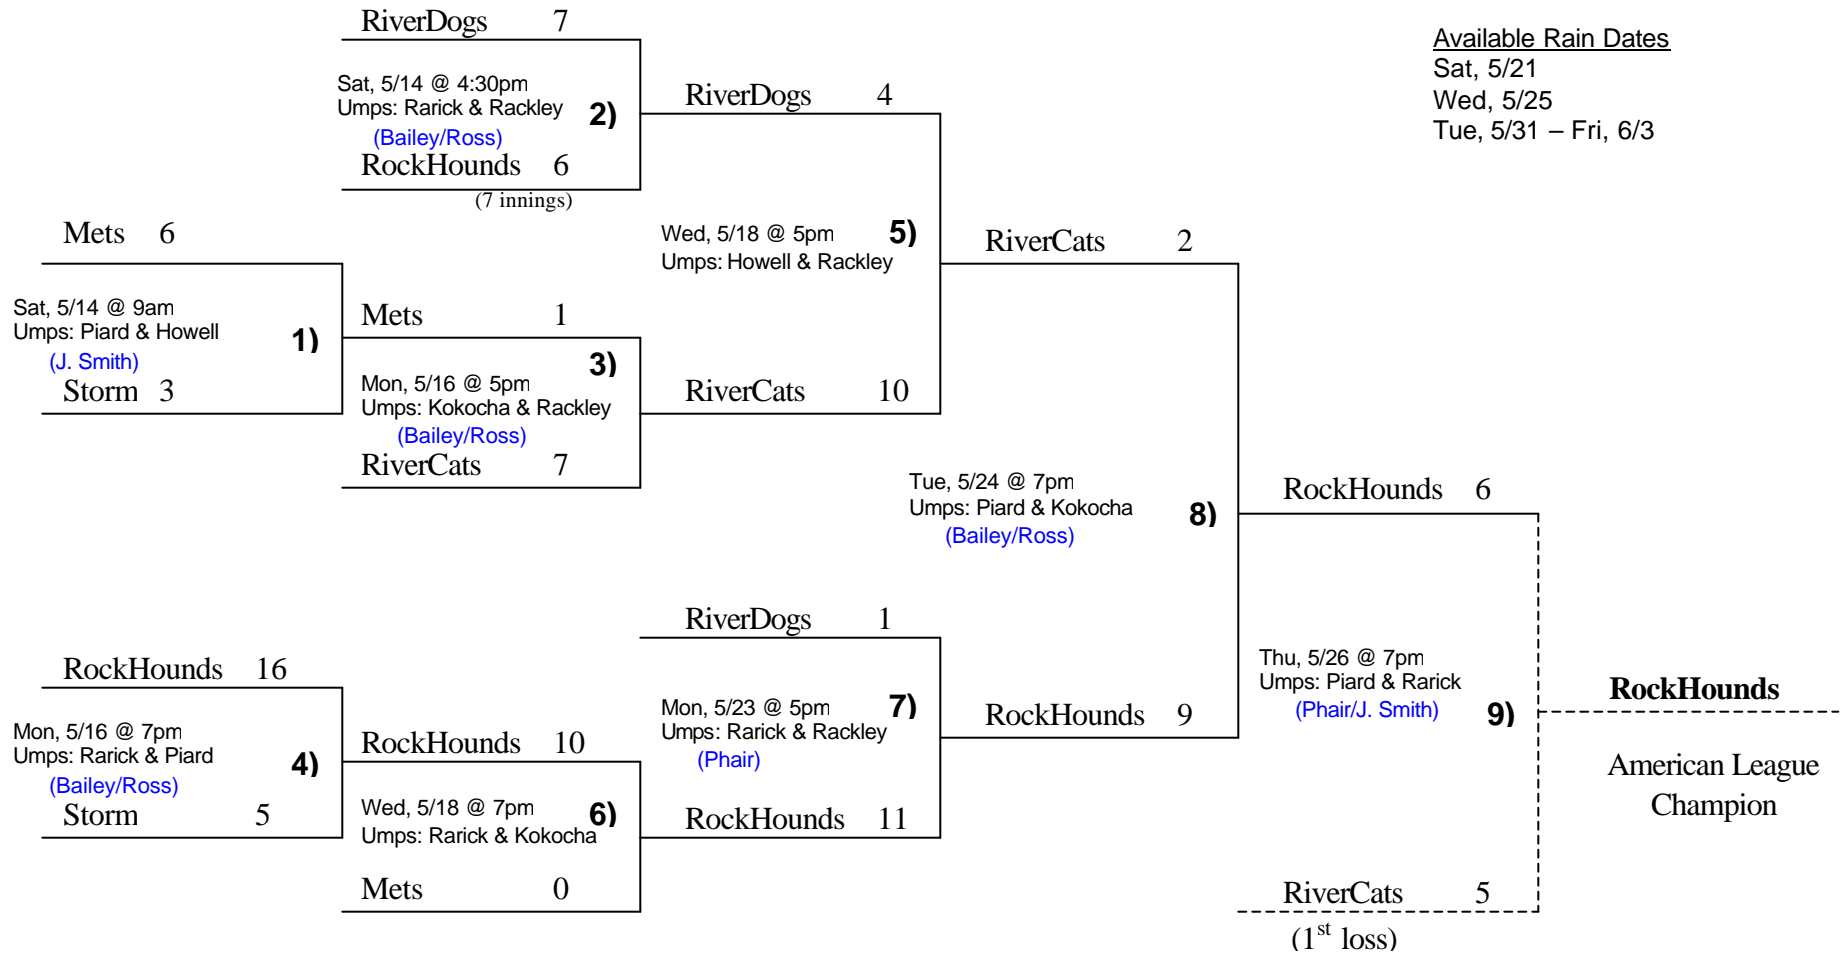 RiverDogs 7
Sat, 5/14 @ 4:30pm
Umps: Rarick & Rackley
2)
(Bailey/Ross)
RockHounds 6
(7 innings)
Mets 6
Sat, 5/14 @ 9am
Umps: Piard & Howell
1)
(J. Smith)
Storm 3
Mets 1
3)
Mon, 5/16 @ 5pm
Umps: Kokocha & Rackley
(Bailey/Ross)
RiverCats 7
RiverDogs 4
Wed, 5/18 @ 5pm
5)
Umps: Howell & Rackley
RiverCats 10
RiverCats 2
Tue, 5/24 @ 7pm
Umps: Piard & Kokocha
8)
(Bailey/Ross)
RockHounds 16
Mon, 5/16 @ 7pm
Umps: Rarick & Piard
4)
(Bailey/Ross)
Storm 5
RockHounds 10
Wed, 5/18 @ 7pm
6)
Umps: Rarick & Kokocha
Mets 0
RiverDogs 1
Mon, 5/23 @ 5pm
7)
Umps: Rarick & Rackley
(Phair)
RockHounds 11
RockHounds 9
RockHounds 6
Thu, 5/26 @ 7pm
Umps: Piard & Rarick
(Phair/J. Smith)
9)
RiverCats 5
(1st loss)
RockHounds
American League
Champion
Available Rain Dates
Sat, 5/21
Wed, 5/25
Tue, 5/31 – Fri, 6/3